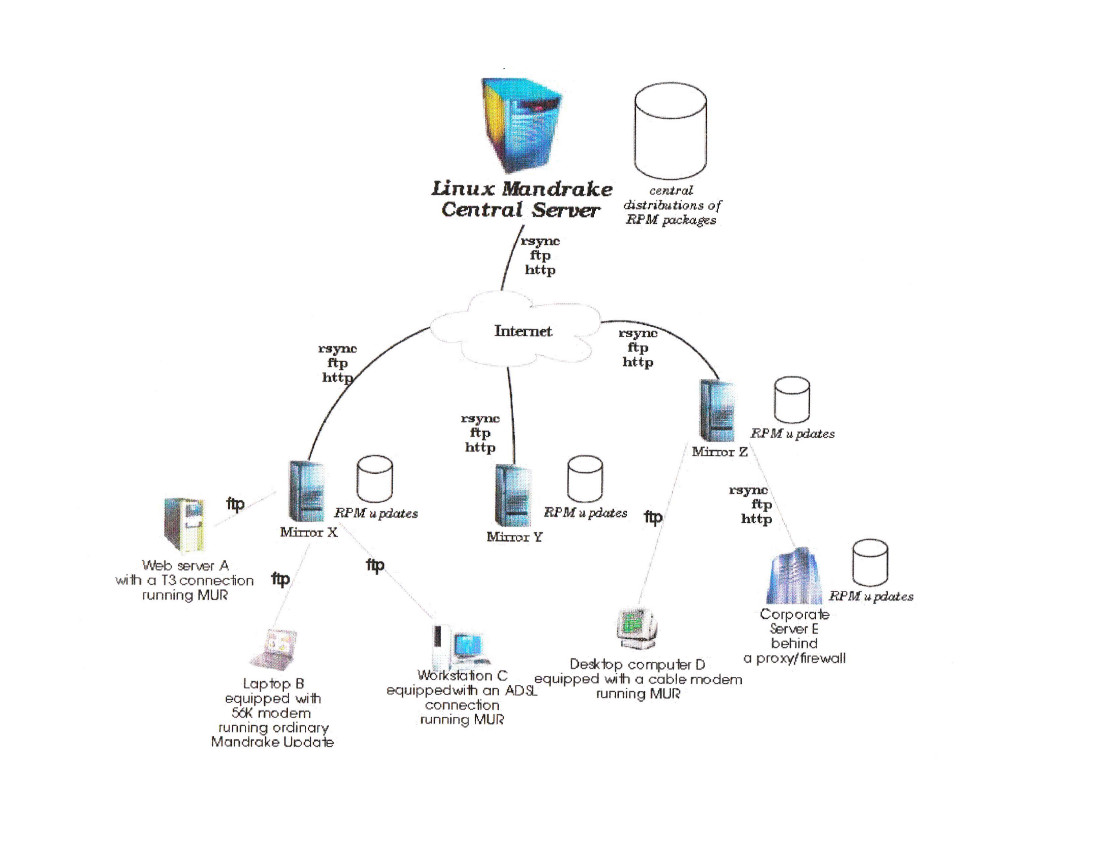 Linux Mandrake
Central Server
central
distributions of
RPM packages
rsync
ftp
http
Internet
rsync
ftp
http
rsync
ftp
http
rsync
ftp
http
RPM updates
Mirror Z
RPM updates
Mirror X
RPM updates
Mirror Y
rsync
ftp
http
ftp
ftp
Web server A
with a T3 connection
running MUR
ftp
ftp
RPM updates
Corporate
Server E
behind
a proxy/firewall
Laptop B
equipped with
56K modem
running ordinary
Mandrake Update
Workstation C
equippedwith an ADSL
connection
running MUR
Desktop computer D
equipped with a cable modem
running MUR